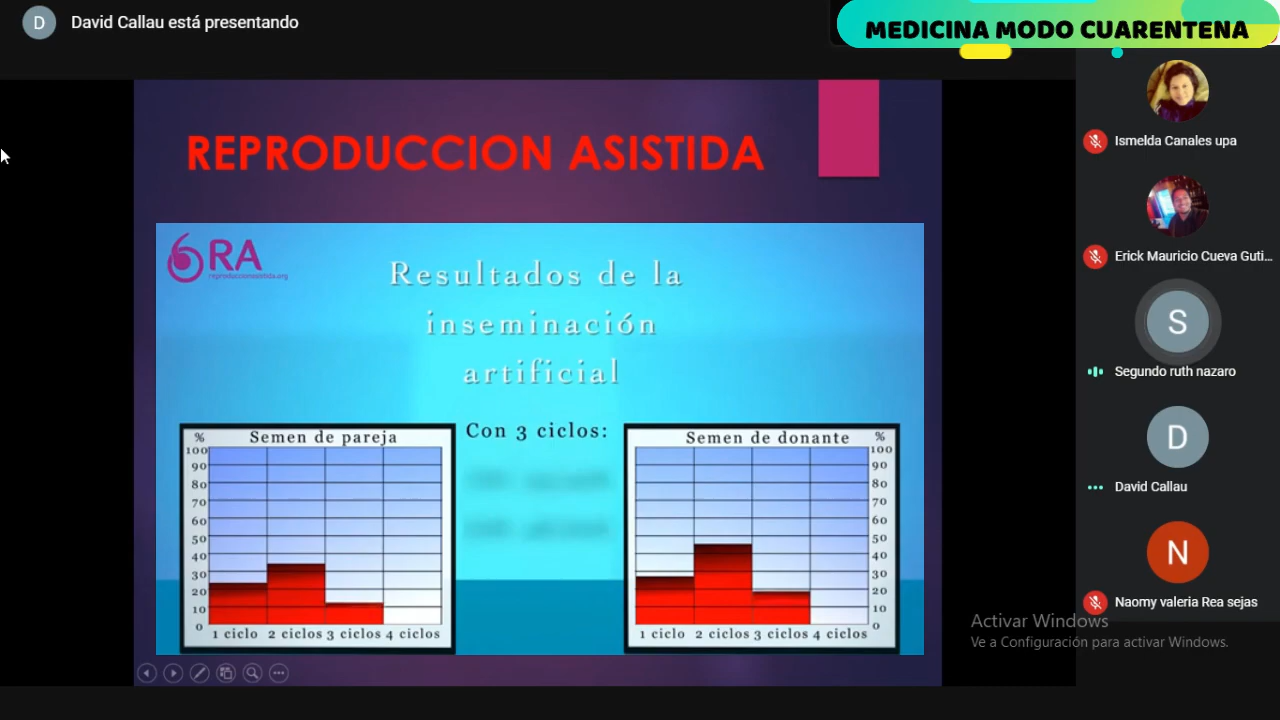 D
David Callau está presentando
MEDICINA MODO CUARENTENA
REPRODUCCION ASISTIDA
RA
reproduccionasistida.org
Resultados de la
inseminación
artificial
Con 3 ciclos:
%
Semen de pareja
100
90
80
70
60
50
40
30
20
10
0
1 ciclo 2 ciclos 3 ciclos 4 ciclos
Semen de donante
%
100
90
80
70
60
50
40
30
20
10
0
1 ciclo 2 ciclos 3 ciclos 4 ciclos
Ismelda Canales upa
Erick Mauricio Cueva Guti...
S
Segundo ruth nazaro
D
David Callau
N
Naomy valeria Rea sejas
Activar Windows
Ve a Configuración para activar Windows.